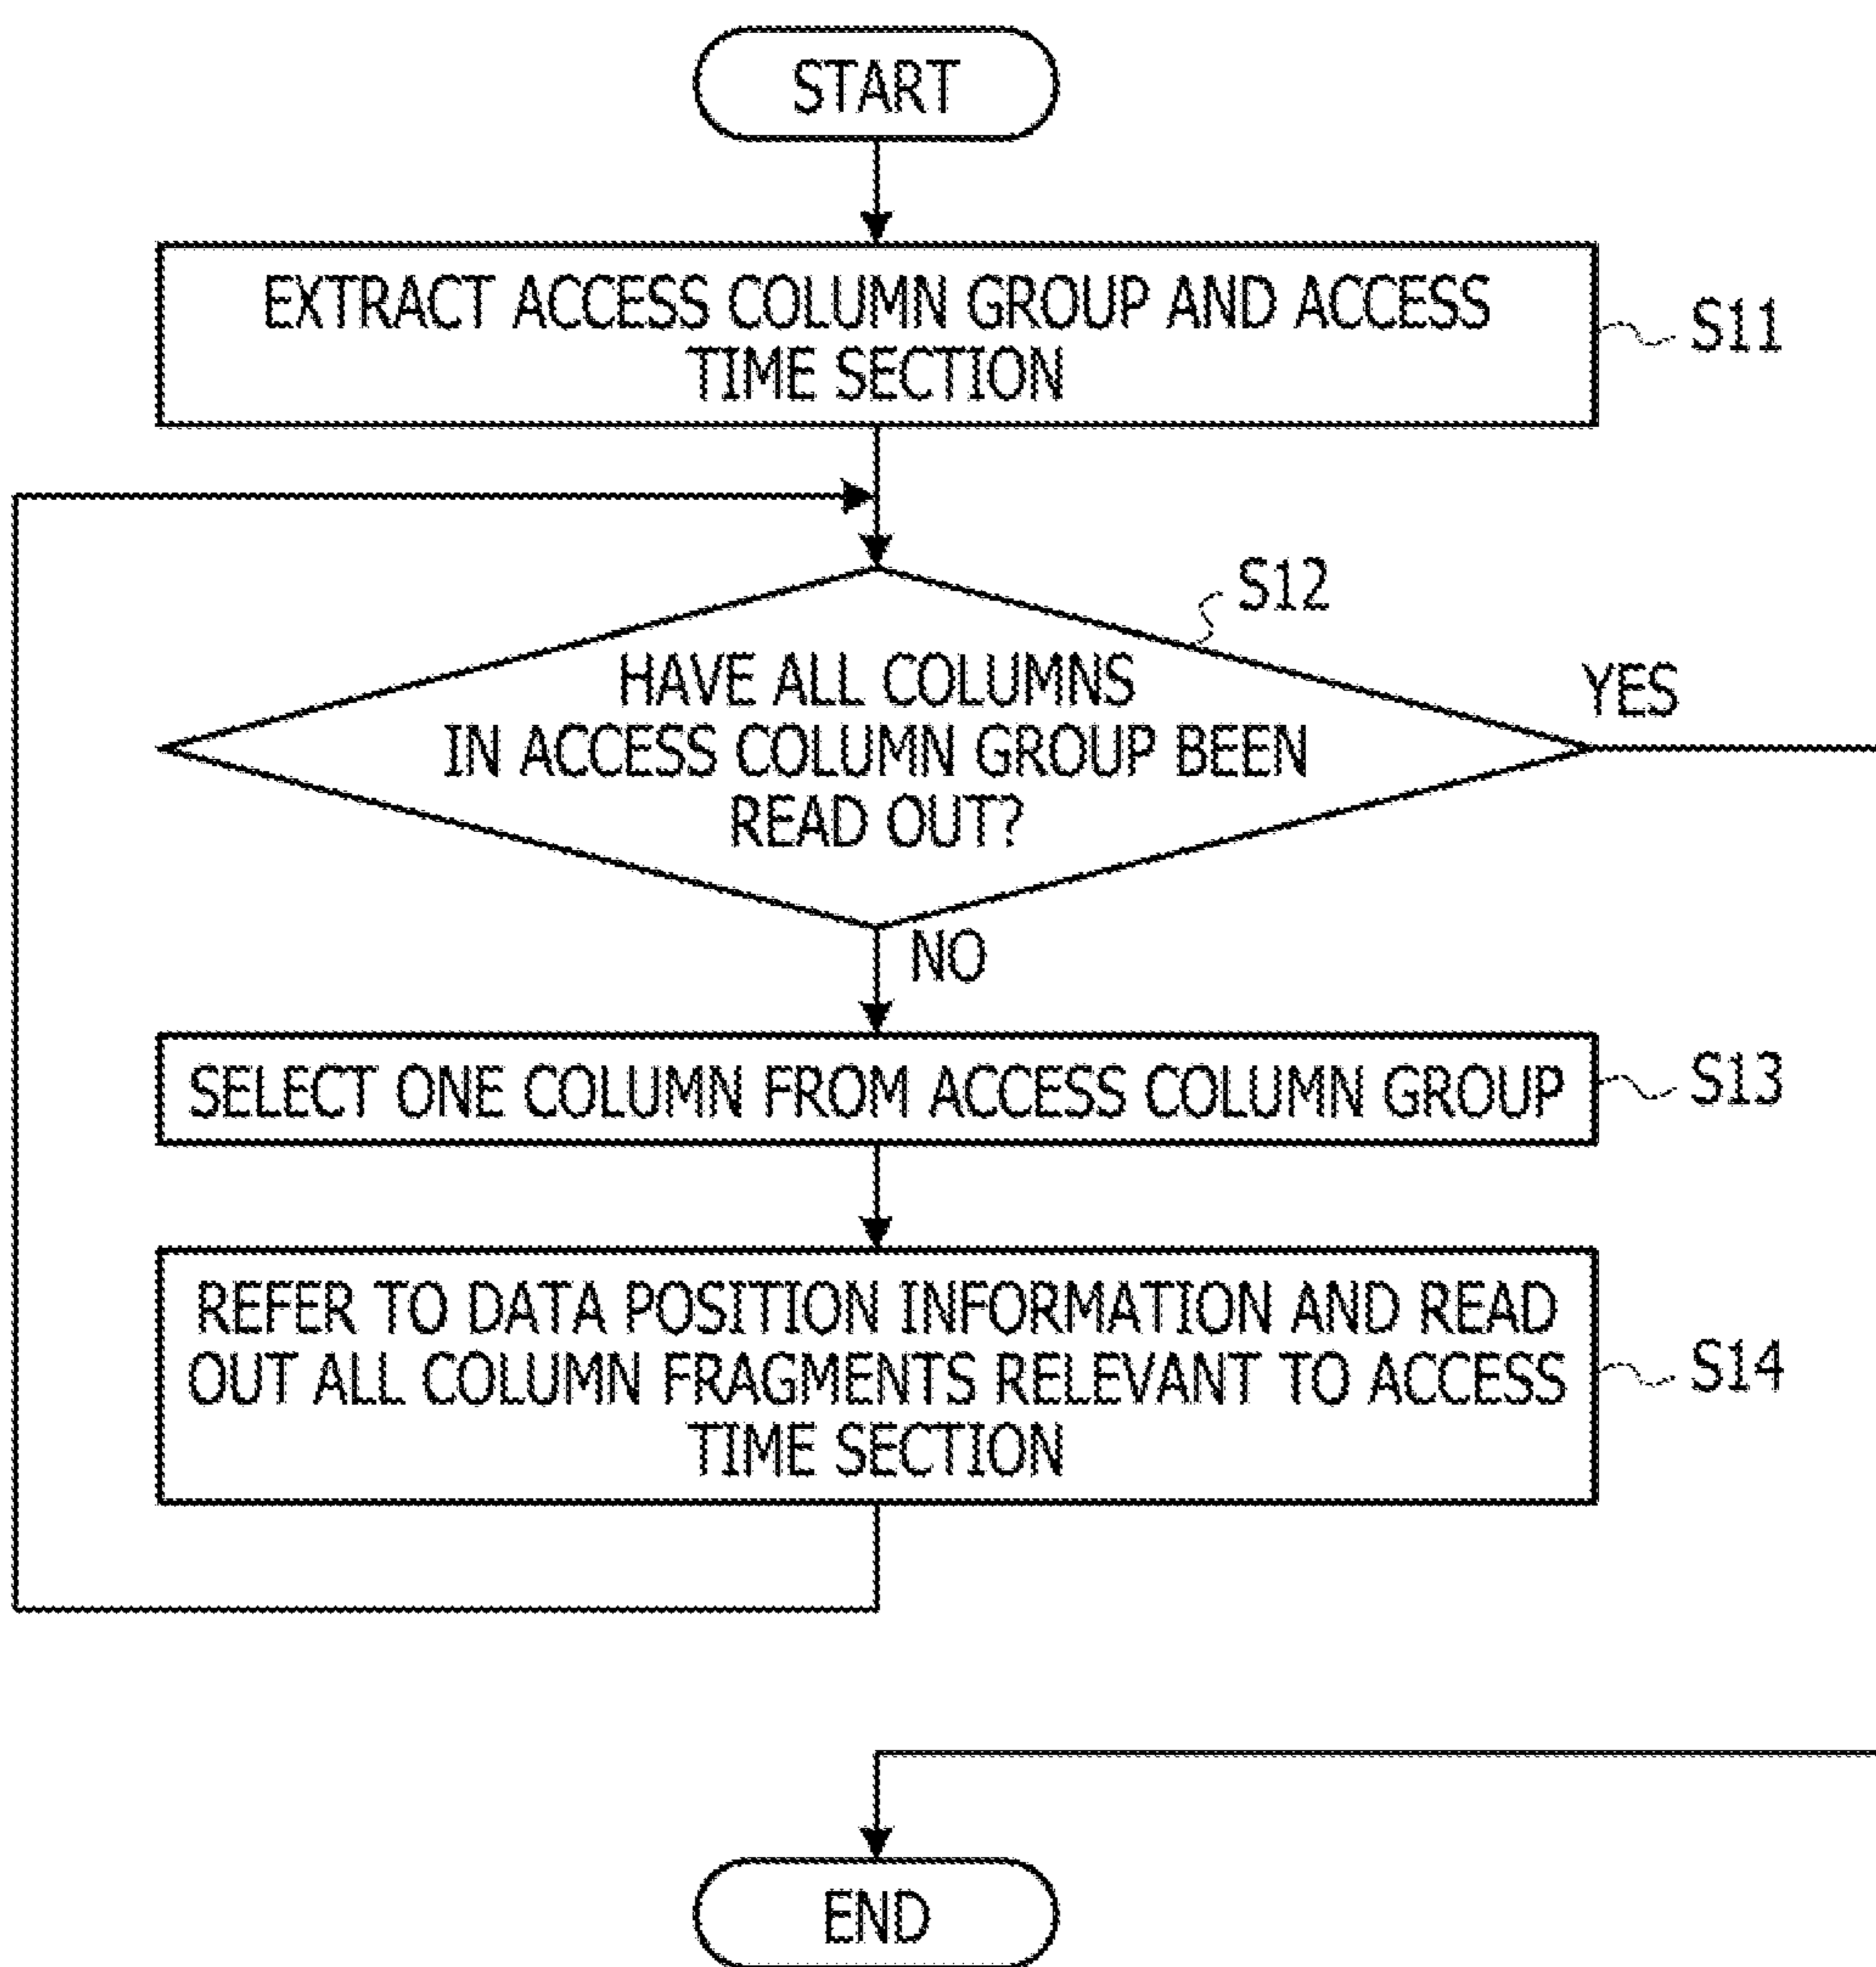 START
EXTRACT ACCESS COLUMN GROUP AND ACCESS
TIME SECTION
S11
S12
HAVE ALL COLUMNS
IN ACCESS COLUMN GROUP BEEN
READ OUT?
YES
NO
SELECT ONE COLUMN FROM ACCESS COLUMN GROUP
S13
REFER TO DATA POSITION INFORMATION AND READ
OUT ALL COLUMN FRAGMENTS RELEVANT TO ACCESS
TIME SECTION
S14
END